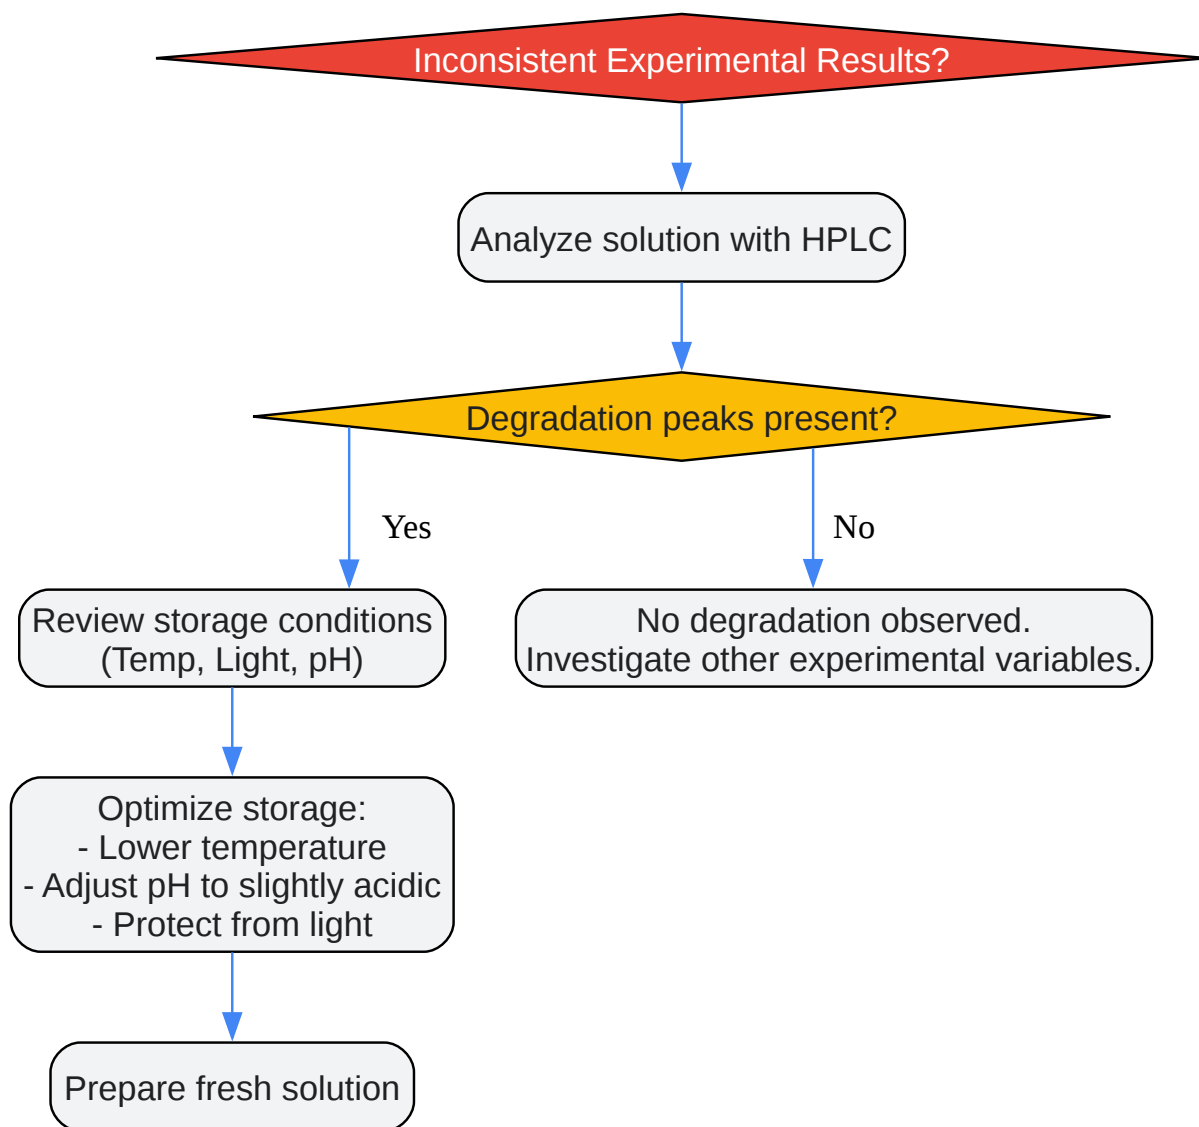 Inconsistent Experimental Results?
Analyze solution with HPLC
Degradation peaks present?
Yes
No
Review storage conditions
(Temp, Light, pH)
No degradation observed.
Investigate other experimental variables.
Optimize storage:
- Lower temperature
- Adjust pH to slightly acidic
- Protect from light
Prepare fresh solution